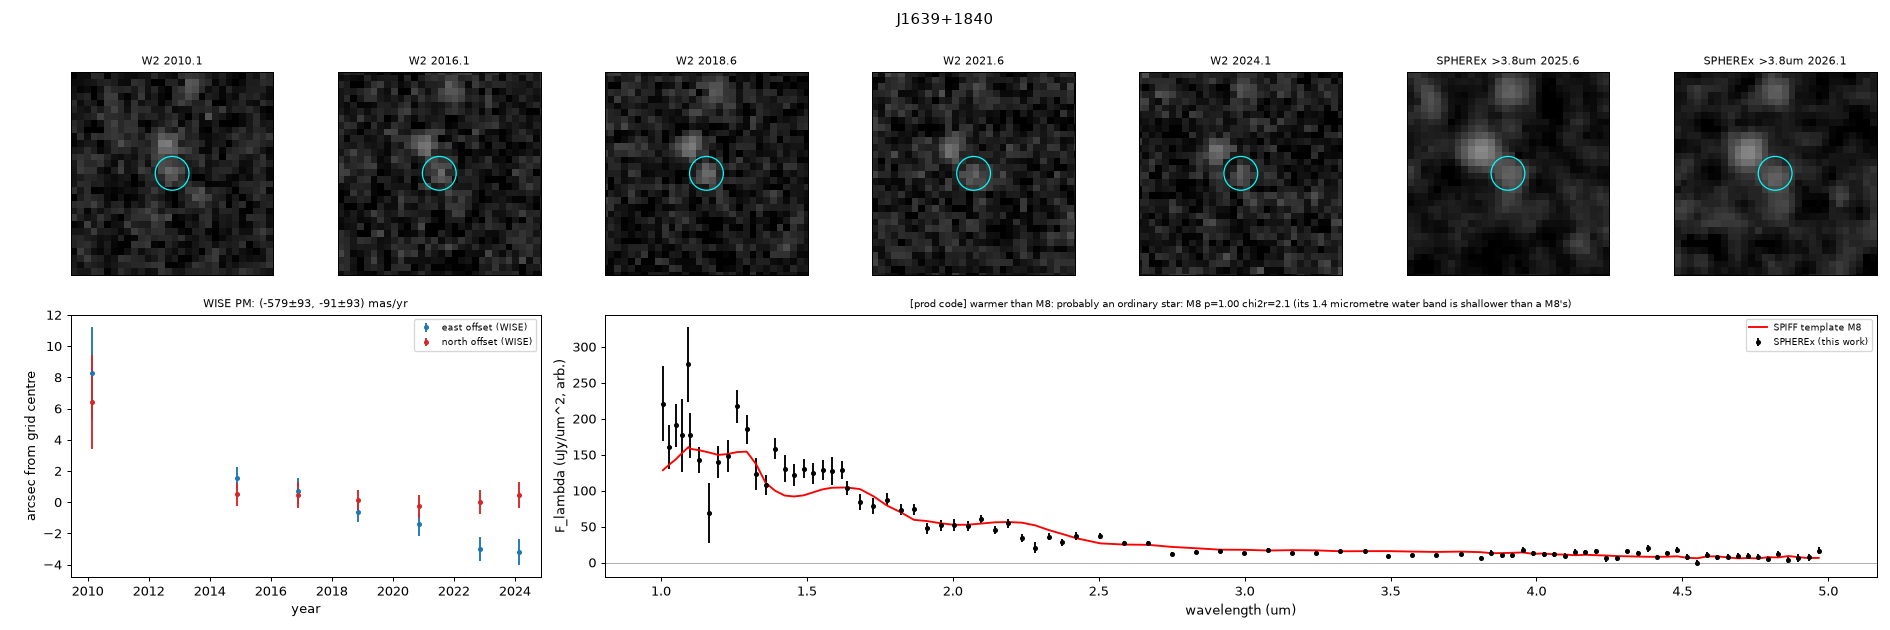 J1639+1840
W2 2010.1
W2 2016.1
W2 2018.6
W2 2021.6
W2 2024.1
SPHEREx >3.8um 2025.6
SPHEREx >3.8um 2026.1
WISE PM: (-579±93, -91±93) mas/yr
east offset (WISE)
north offset (WISE)
arcsec from grid centre
12
10
8
6
4
2
0
−2
−4
2010
2012
2014
2016
2018
2020
2022
2024
year
[prod code] warmer than M8: probably an ordinary star: M8 p=1.00 chi2r=2.1 (its 1.4 micrometre water band is shallower than a M8's)
SPIFF template M8
SPHEREx (this work)
F_lambda (uJy/um^2, arb.)
300
250
200
150
100
50
0
1.0
1.5
2.0
2.5
3.0
3.5
4.0
4.5
5.0
wavelength (um)